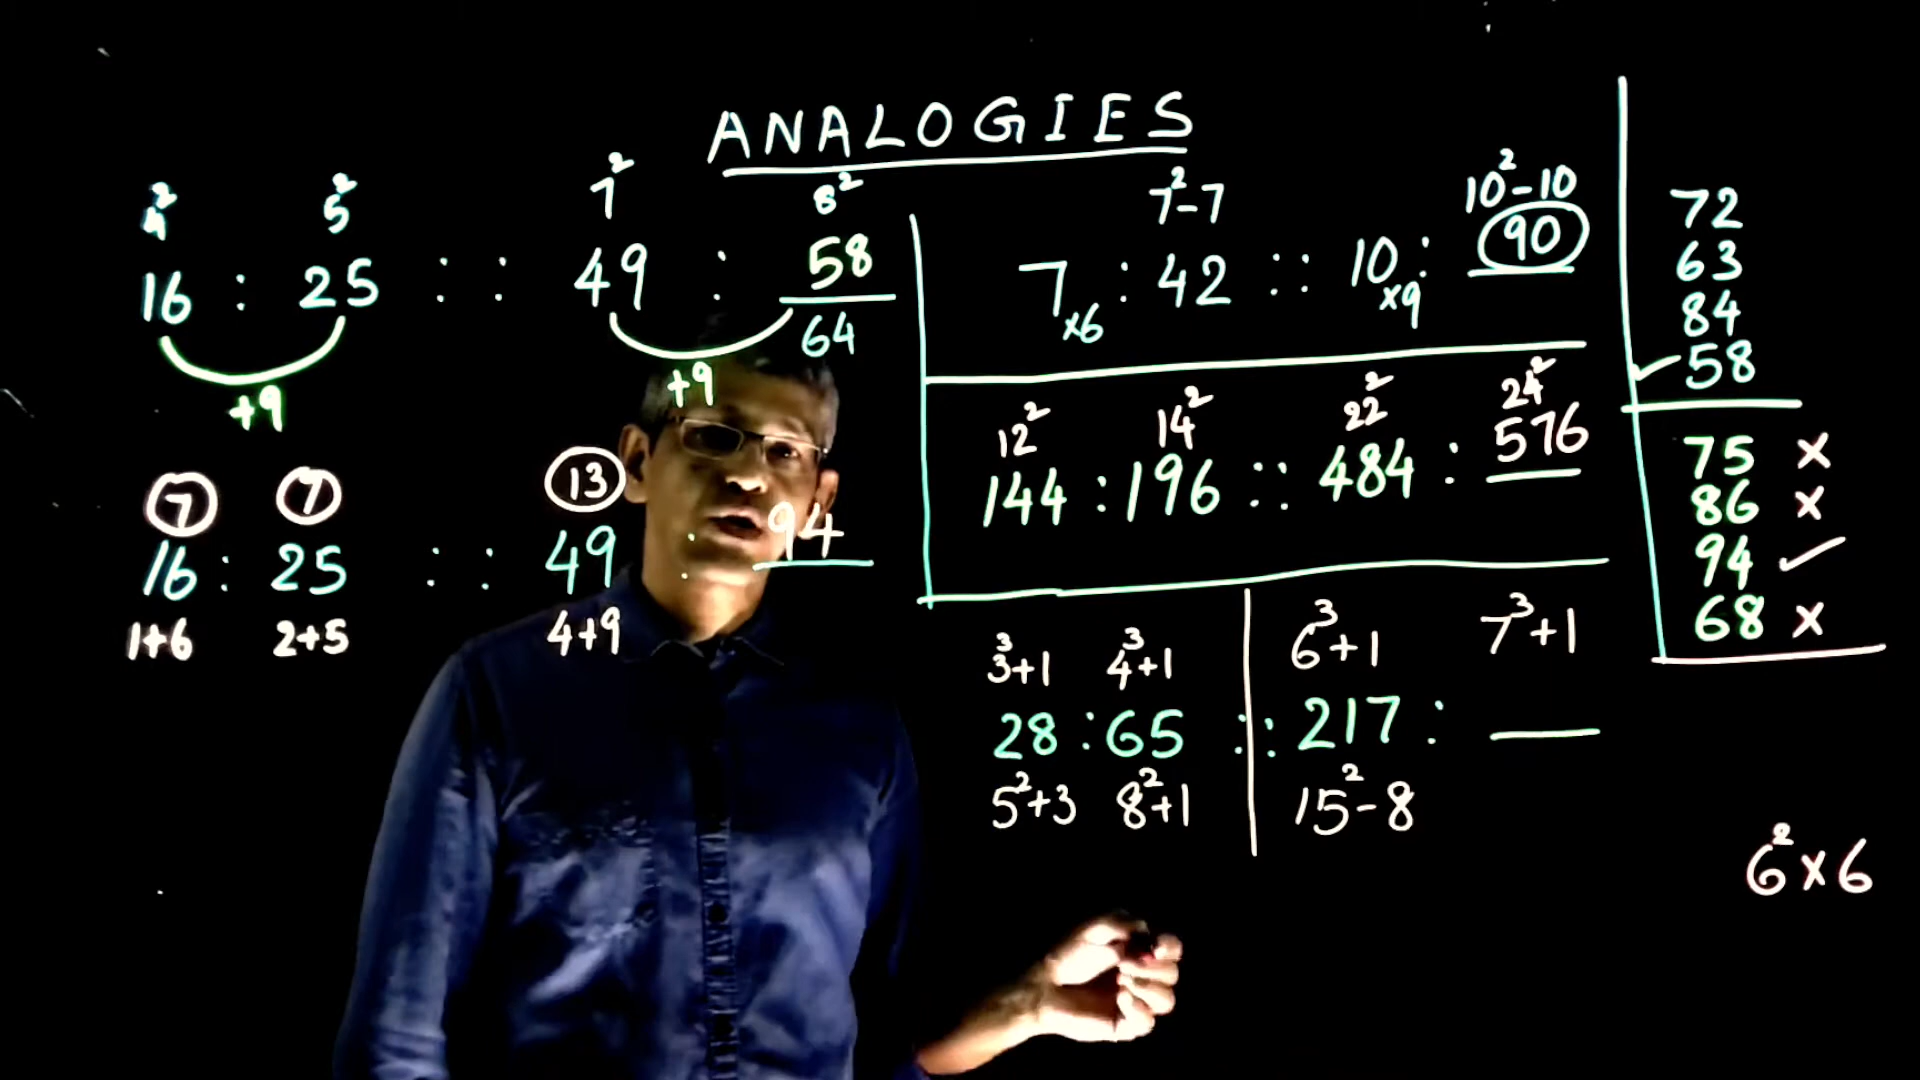 ANALOGIES
4² 5² 7² 8²
16 : 25 : : 49 : 58
64
+9 +9
7²-7 10²-10
7 : 42 :: 10 : 90
×6 ×9
72
63
84
✓58
12² 14² 22² 24²
144 : 196 :: 484 : 576
75 ×
86 ×
94 ✓
68 ×
7 7 13
16 : 25 : : 49 : 94
1+6 2+5 4+9
3³+1 4³+1 6³+1 7³+1
28 : 65 :: 217 : __
5²+3 8²+1 15²-8
6²×6